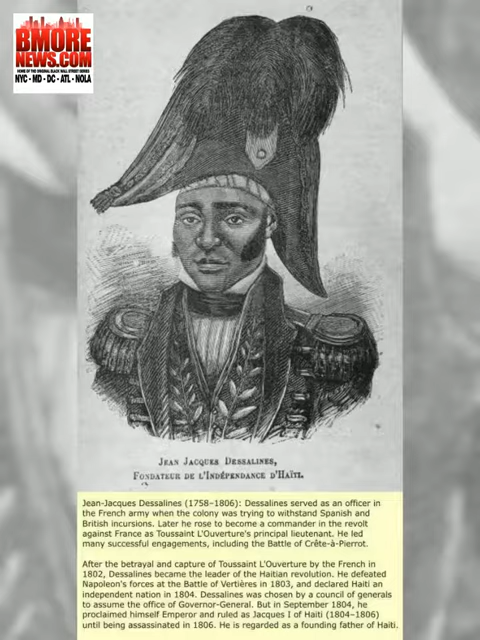 BMORE
NEWS.COM
HOME OF THE ORIGINAL BLACK WALL STREET SERIES
NYC - MD - DC - ATL - NOLA
JEAN JACQUES DESSALINES,
FONDATEUR DE L'INDÉPENDANCE D'HAÏTI.
Jean-Jacques Dessalines (1758–1806): Dessalines served as an officer in
the French army when the colony was trying to withstand Spanish and
British incursions. Later he rose to become a commander in the revolt
against France as Toussaint L'Ouverture's principal lieutenant. He led
many successful engagements, including the Battle of Crête-à-Pierrot.
After the betrayal and capture of Toussaint L'Ouverture by the French in
1802, Dessalines became the leader of the Haitian revolution. He defeated
Napoleon's forces at the Battle of Vertières in 1803, and declared Haiti an
independent nation in 1804. Dessalines was chosen by a council of generals
to assume the office of Governor-General. But in September 1804, he
proclaimed himself Emperor and ruled as Jacques I of Haiti (1804–1806)
until being assassinated in 1806. He is regarded as a founding father of Haiti.